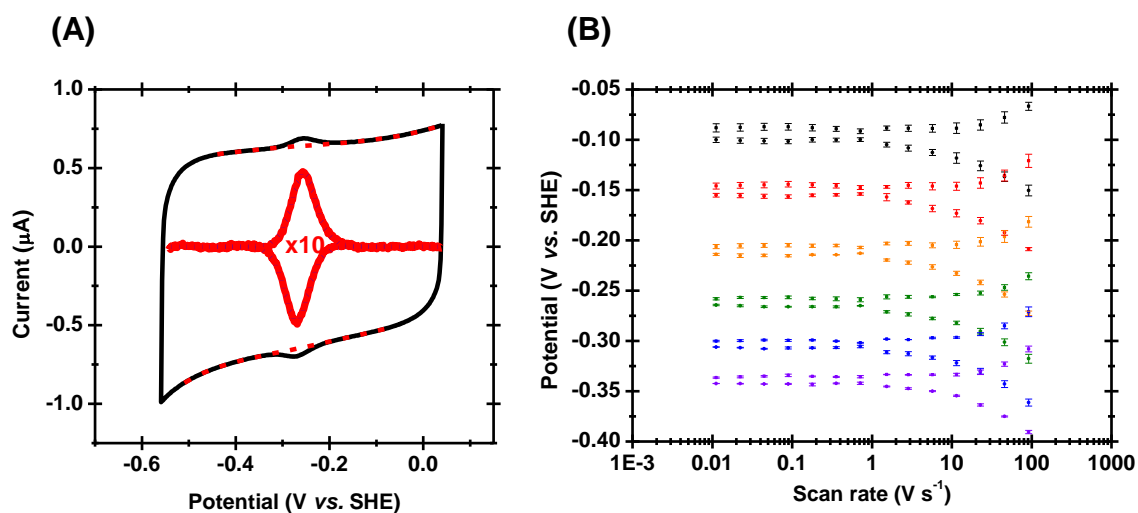 (A)
(B)
1.0
0.5
0.0
-0.5
-1.0
Current (μA)
x10
-0.6
-0.4
-0.2
0.0
Potential (V vs. SHE)
-0.05
-0.10
-0.15
-0.20
-0.25
-0.30
-0.35
-0.40
Potential (V vs. SHE)
1E-3
0.01
0.1
1
10
100
1000
Scan rate (V s⁻¹)